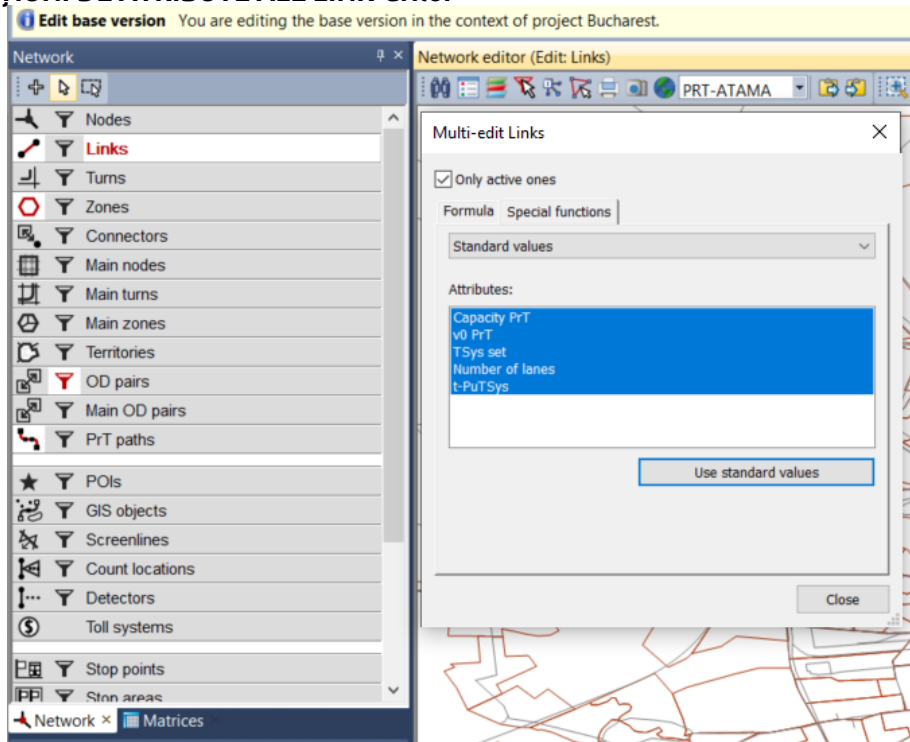 Edit base version You are editing the base version in the context of project Bucharest.
Network
Network editor (Edit: Links)
PRT-ATAMA
Nodes
Links
Turns
Zones
Connectors
Main nodes
Main turns
Main zones
Territories
OD pairs
Main OD pairs
PrT paths
POIs
GIS objects
Screenlines
Count locations
Detectors
Toll systems
Stop points
Stop areas
Network
Matrices
Multi-edit Links
Only active ones
Formula Special functions
Standard values
Attributes:
Capacity PrT
v0 PrT
TSys set
Number of lanes
t-PuTSys
Use standard values
Close